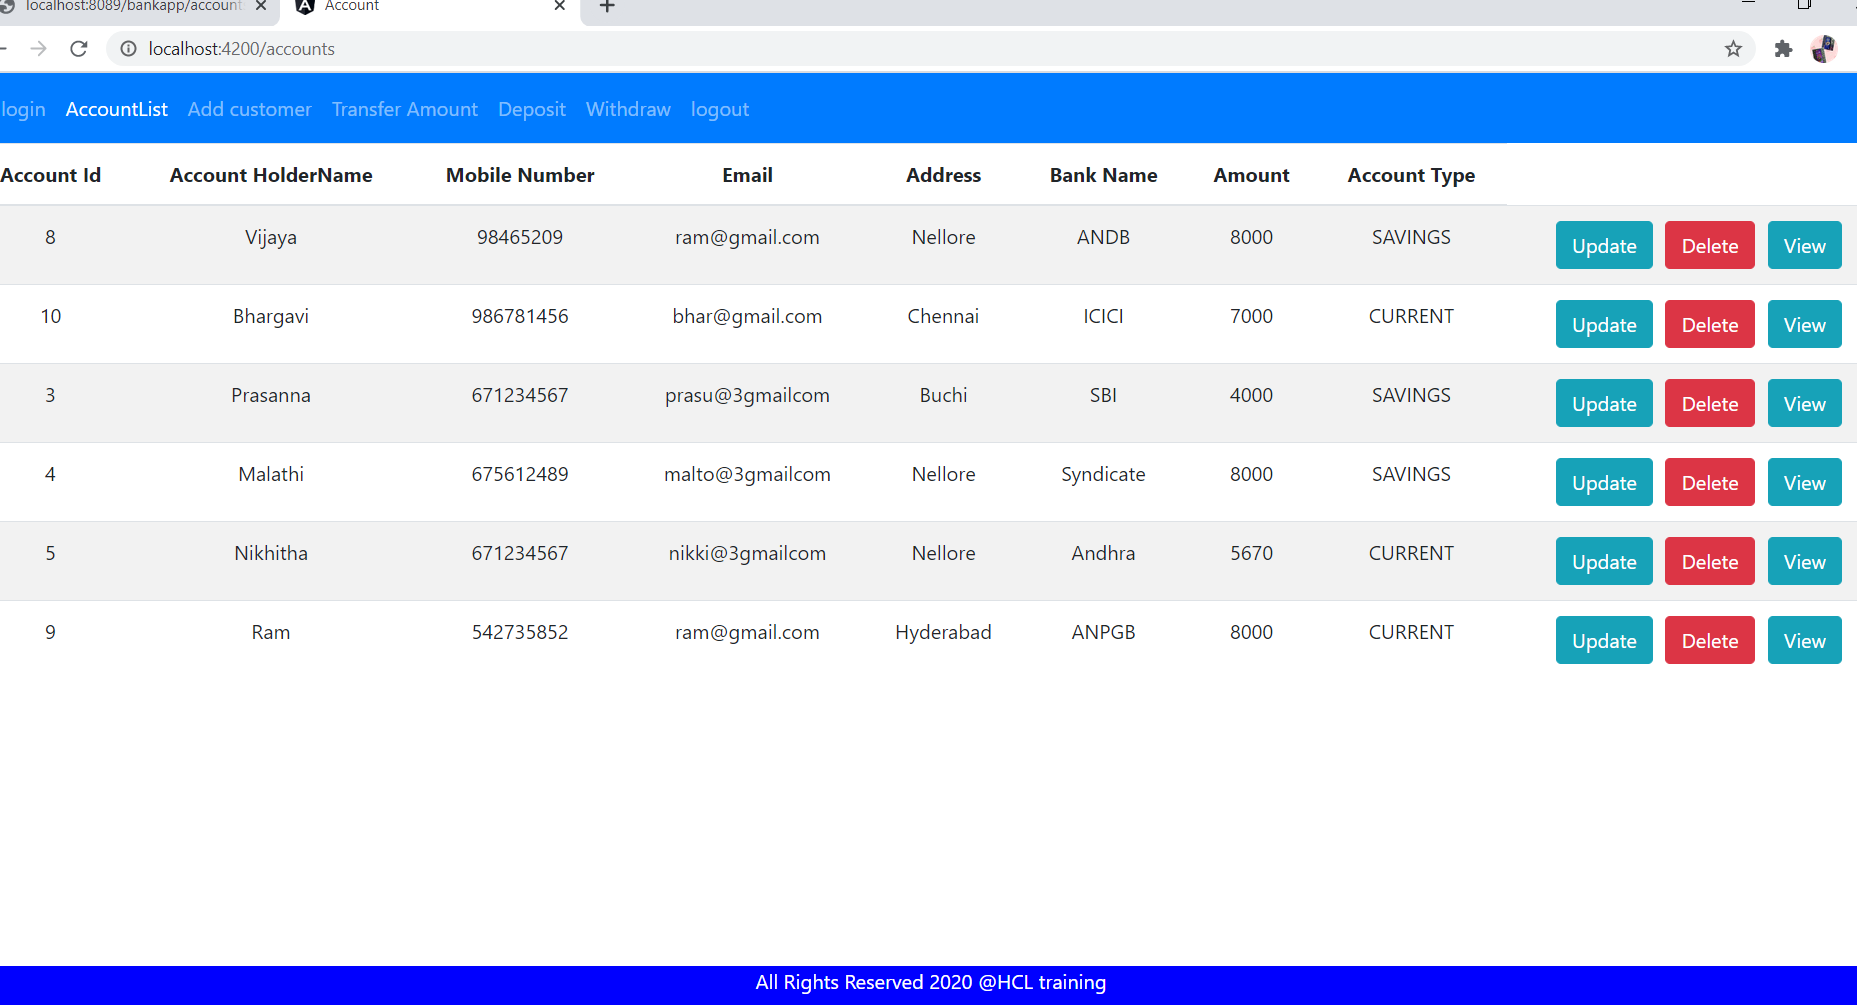 localhost:8089/bankapp/account Account
localhost:4200/accounts
login AccountList Add customer Transfer Amount Deposit Withdraw logout
Account Id Account HolderName Mobile Number Email Address Bank Name Amount Account Type
8 Vijaya 98465209 ram@gmail.com Nellore ANDB 8000 SAVINGS Update Delete View
10 Bhargavi 986781456 bhar@gmail.com Chennai ICICI 7000 CURRENT Update Delete View
3 Prasanna 671234567 prasu@3gmailcom Buchi SBI 4000 SAVINGS Update Delete View
4 Malathi 675612489 malto@3gmailcom Nellore Syndicate 8000 SAVINGS Update Delete View
5 Nikhitha 671234567 nikki@3gmailcom Nellore Andhra 5670 CURRENT Update Delete View
9 Ram 542735852 ram@gmail.com Hyderabad ANPGB 8000 CURRENT Update Delete View
All Rights Reserved 2020 @HCL training